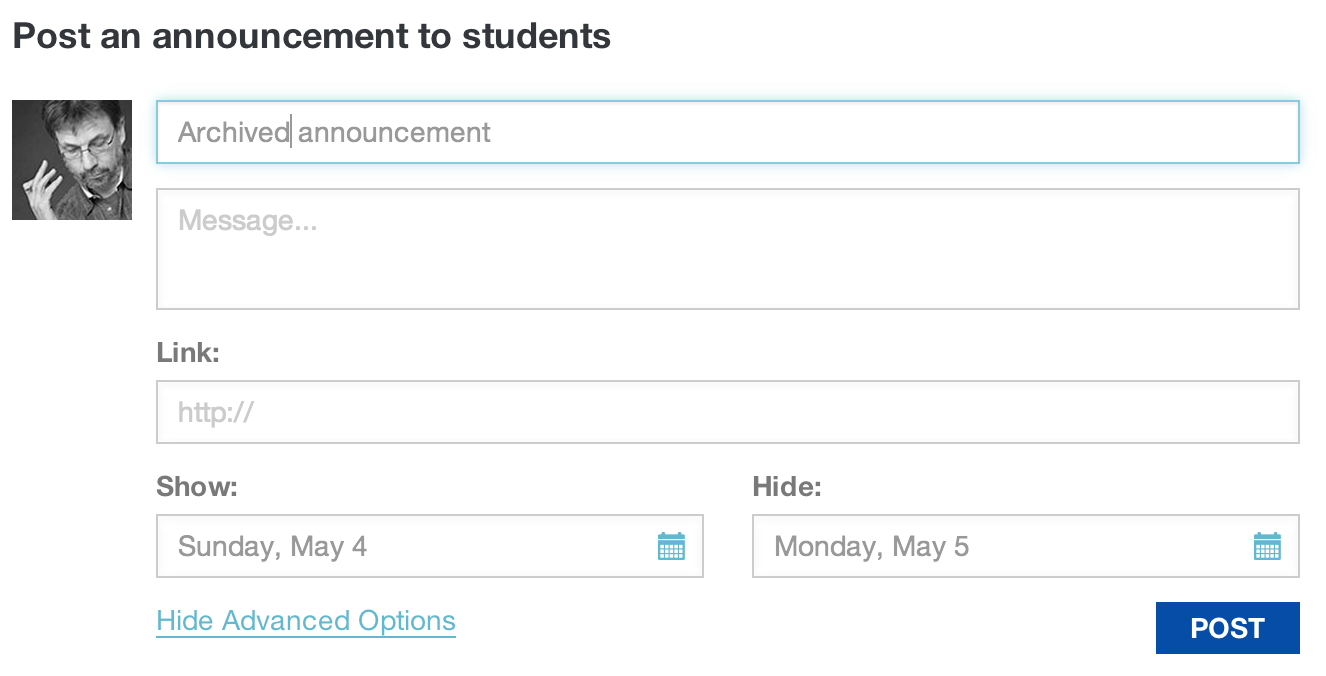 Post an announcement to students
Archived announcement
Message...
Link:
http://
Show:
Hide:
Sunday, May 4
Monday, May 5
Hide Advanced Options
POST